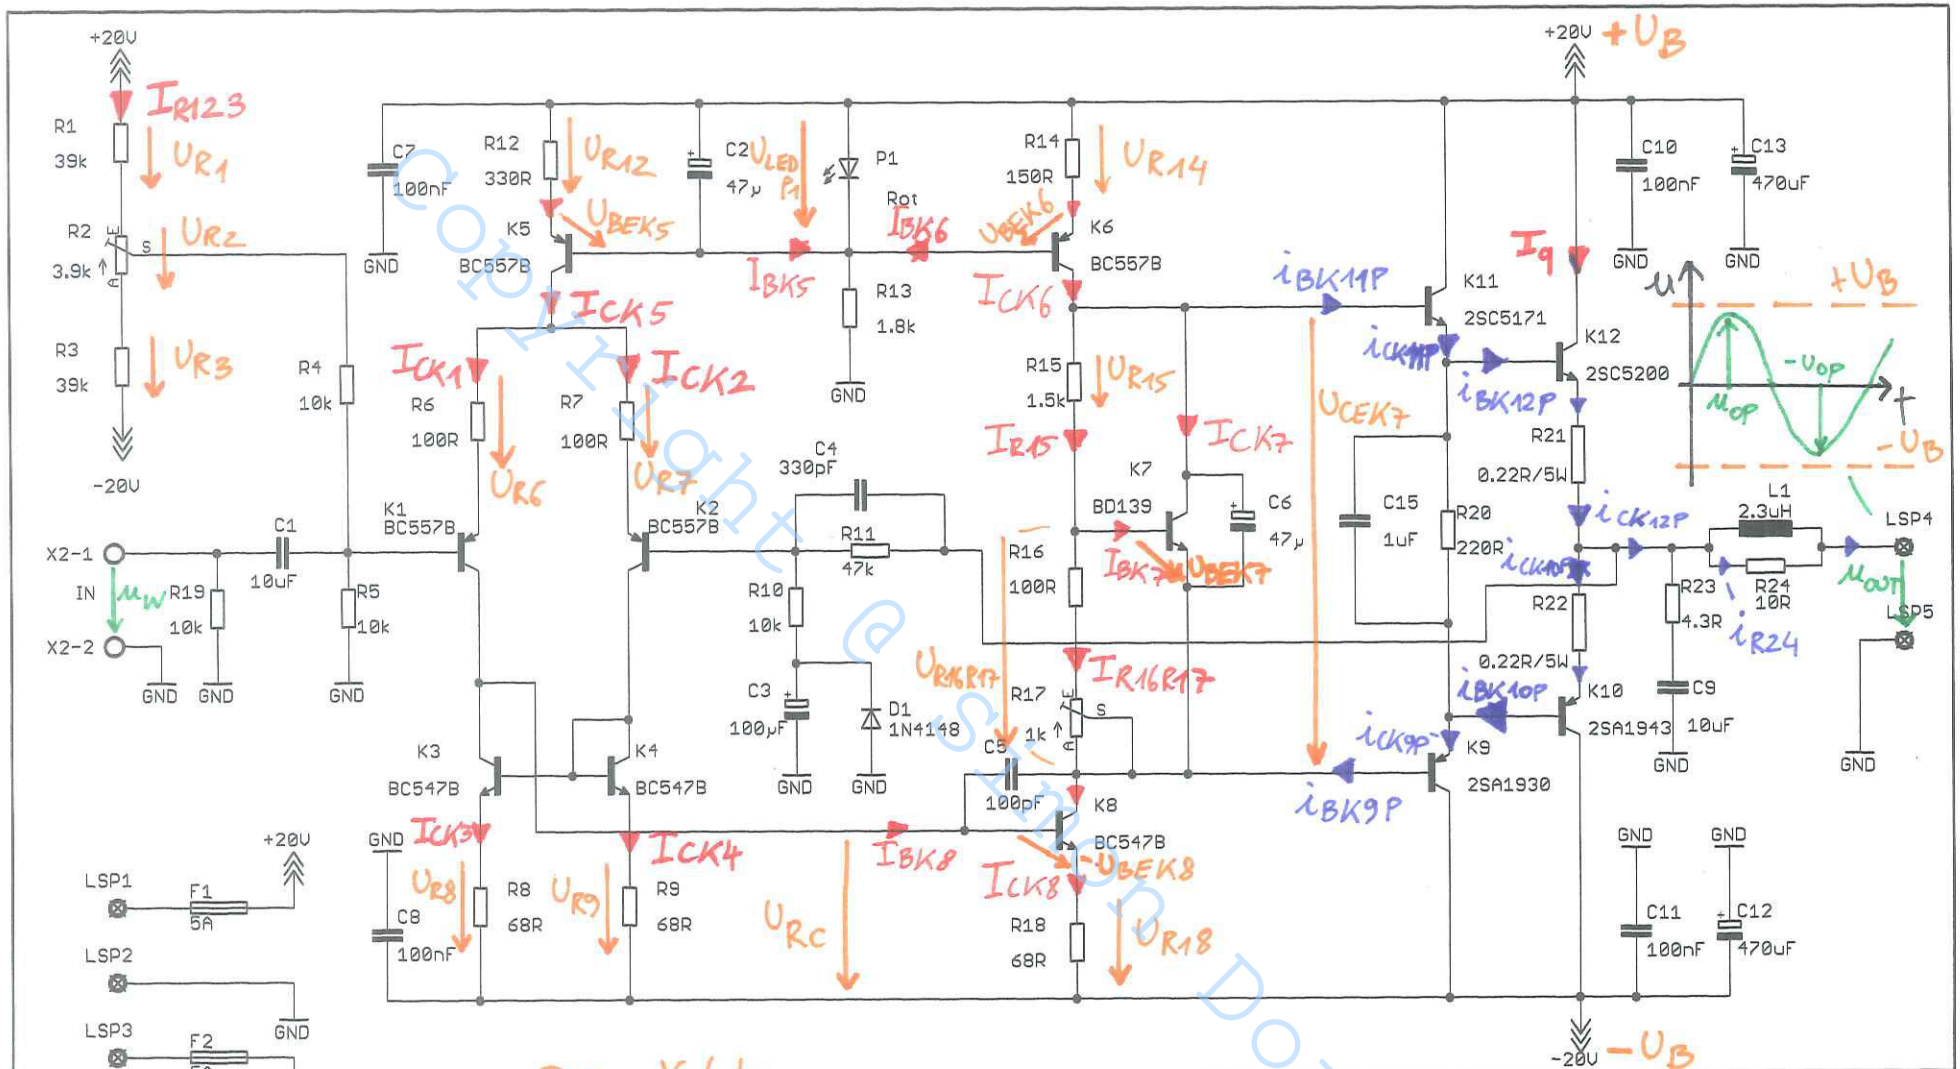 +20V
I R123
R1
39k
UR1
R2
3.9k
E
S
A
UR2
R3
39k
UR3
-20V
X2-1
IN
X2-2
uW
GND
R19
10k
GND
C1
10uF
R4
10k
R5
10k
GND
C7
100nF
GND
R12
330R
UR12
K5
BC557B
UBEK5
ICK5
C2
47µ
ULED
P1
P1
Rot
IBK5
IBK6
R13
1.8k
GND
R14
150R
UR14
UBEK6
K6
BC557B
ICK6
ICK1
R6
100R
UR6
ICK2
R7
100R
UR7
K1
BC557B
K2
BC557B
C4
330pF
R11
47k
R10
10k
C3
100µF
GND
D1
1N4148
GND
K3
BC547B
K4
BC547B
ICK3
ICK4
UR8
R8
68R
UR9
R9
68R
GND
C8
100nF
IBK8
URC
R15
1.5k
UR15
IR15
ICK7
K7
BD139
IBK7
UBEK7
C6
47µ
R16
100R
UR16R17
IR16R17
R17
1k
E
S
A
C5
100pF
K8
BC547B
UBEK8
ICK8
R18
68R
UR18
UCEK7
iBK11P
K11
2SC5171
iCK11P
iBK12P
K12
2SC5200
Iq
+20V
+UB
C10
100nF
GND
C13
470uF
GND
u
+UB
uOP
-UOP
t
-UB
R21
0.22R/5W
C15
1uF
R20
220R
iCK12P
R22
0.22R/5W
iBK10P
K10
2SA1943
iCK9P
K9
2SA1930
iBK9P
L1
2.3uH
R24
10R
iR24
R23
4.3R
C9
10uF
GND
LSP4
uOUT
LSP5
GND
GND
C11
100nF
GND
C12
470uF
-20V
-UB
LSP1
F1
5A
+20V
LSP2
GND
LSP3
F2
Copyright @ Simon Do